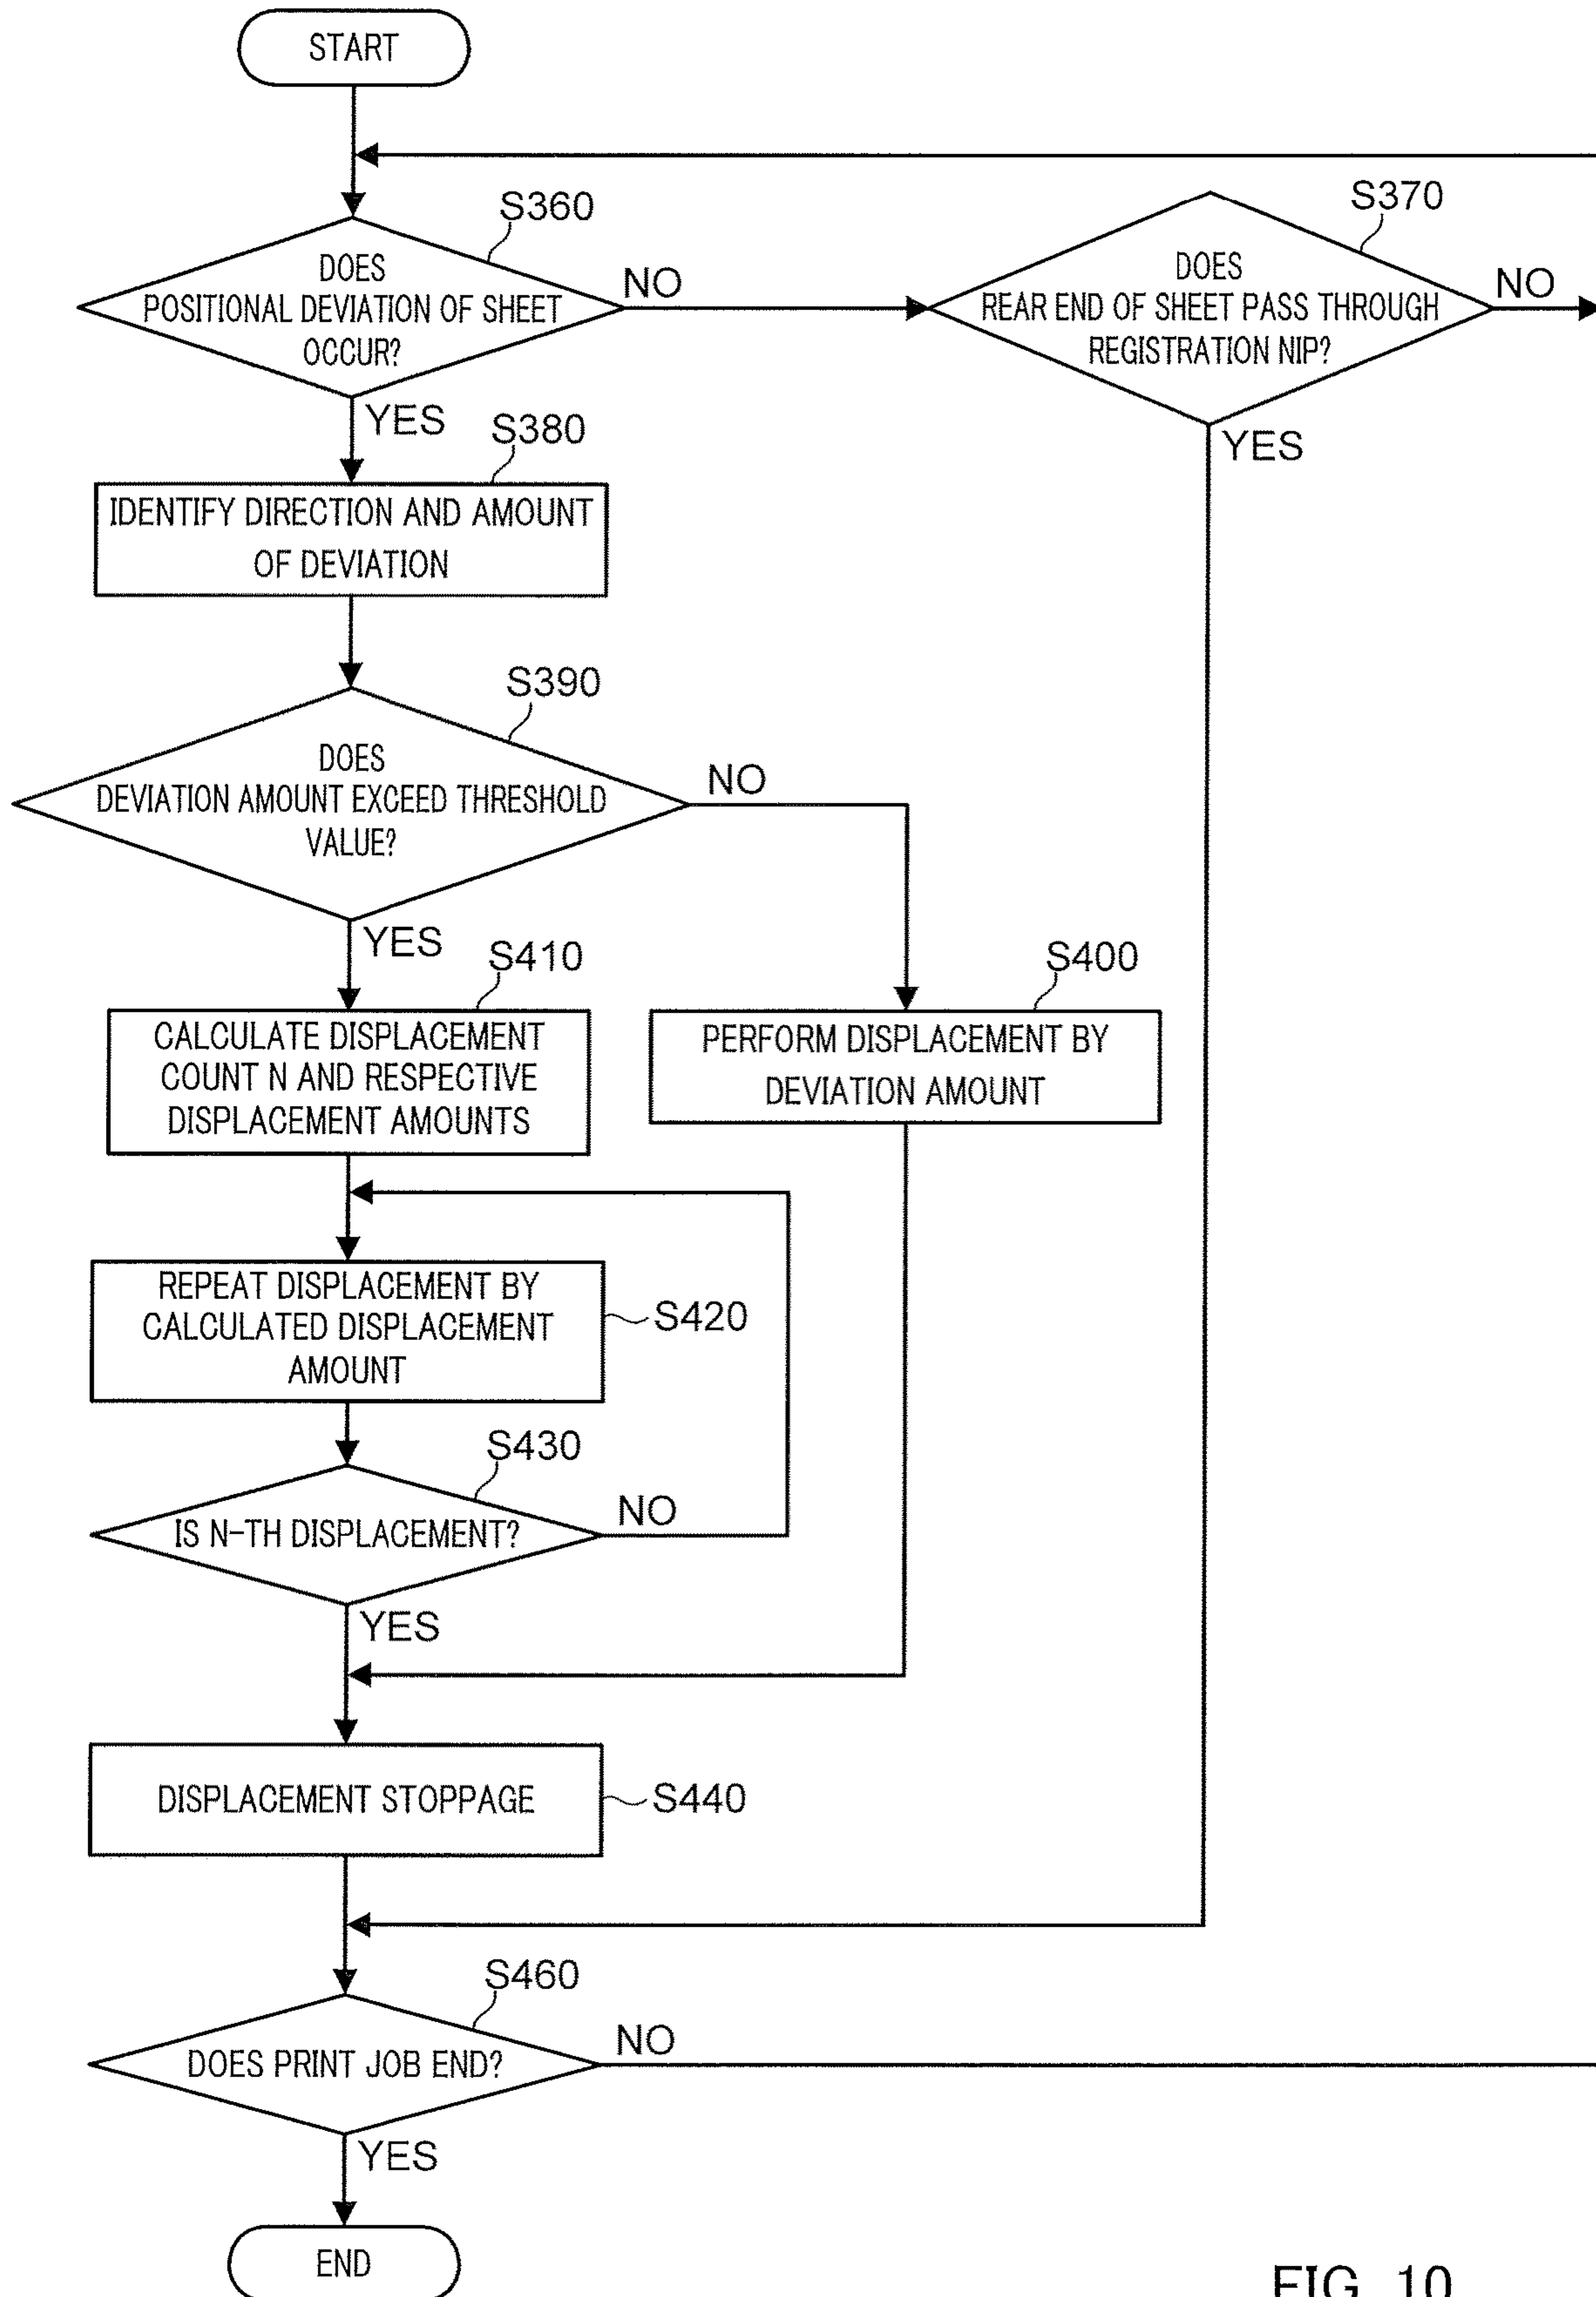 START
S360
DOES
POSITIONAL DEVIATION OF SHEET
OCCUR?
NO
YES
S370
DOES
REAR END OF SHEET PASS THROUGH
REGISTRATION NIP?
NO
YES
S380
IDENTIFY DIRECTION AND AMOUNT
OF DEVIATION
S390
DOES
DEVIATION AMOUNT EXCEED THRESHOLD
VALUE?
NO
YES
S410
CALCULATE DISPLACEMENT
COUNT N AND RESPECTIVE
DISPLACEMENT AMOUNTS
S400
PERFORM DISPLACEMENT BY
DEVIATION AMOUNT
REPEAT DISPLACEMENT BY
CALCULATED DISPLACEMENT
AMOUNT
S420
S430
IS N-TH DISPLACEMENT?
NO
YES
DISPLACEMENT STOPPAGE
S440
S460
DOES PRINT JOB END?
NO
YES
END
FIG. 10